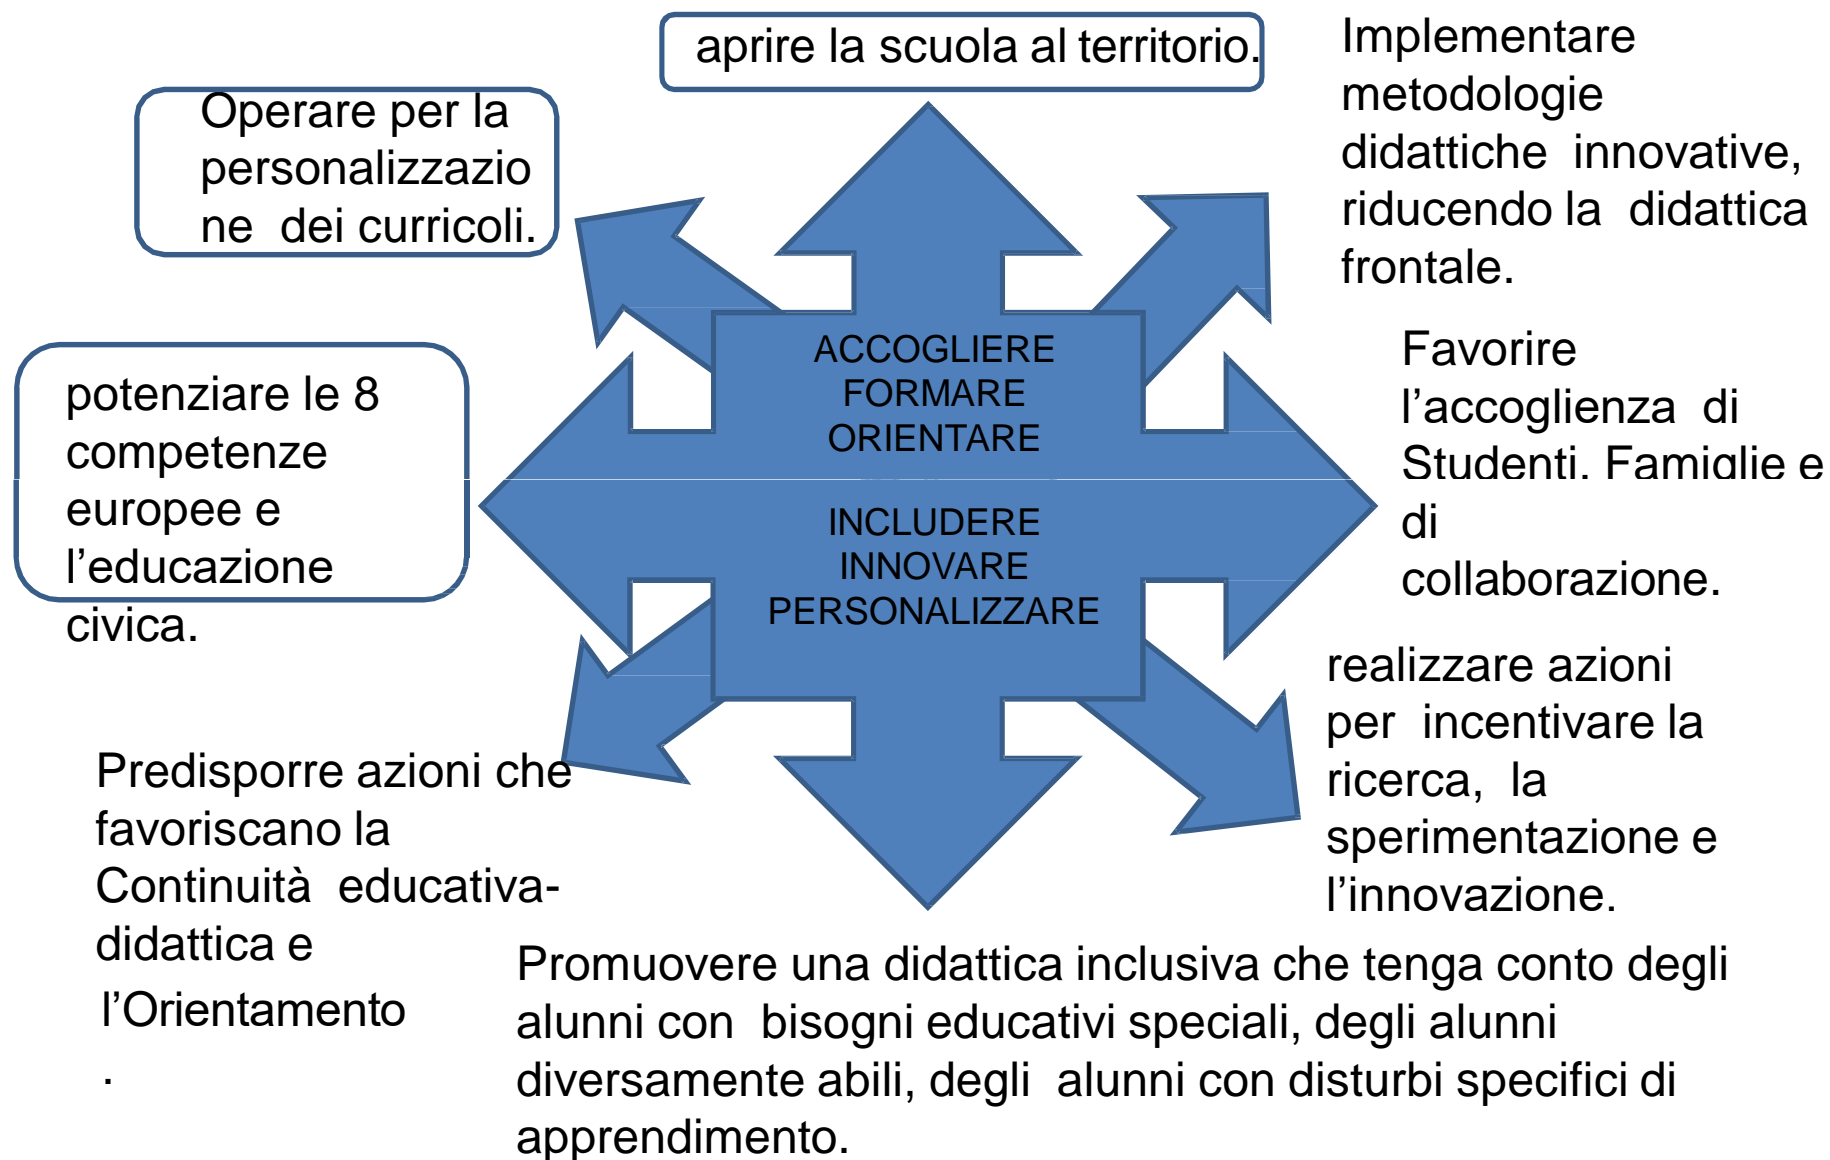 aprire la scuola al territorio.
Operare per la
personalizzazio
ne dei curricoli.
Implementare
metodologie
didattiche innovative,
riducendo la didattica
frontale.
potenziare le 8
competenze
europee e
l’educazione
civica.
ACCOGLIERE
FORMARE
ORIENTARE
INCLUDERE
INNOVARE
PERSONALIZZARE
Favorire
l’accoglienza di
Studenti, Famiglie e
di
collaborazione.
Predisporre azioni che
favoriscano la
Continuità educativa-
didattica e
l’Orientamento
.
realizzare azioni
per incentivare la
ricerca, la
sperimentazione e
l’innovazione.
Promuovere una didattica inclusiva che tenga conto degli
alunni con bisogni educativi speciali, degli alunni
diversamente abili, degli alunni con disturbi specifici di
apprendimento.